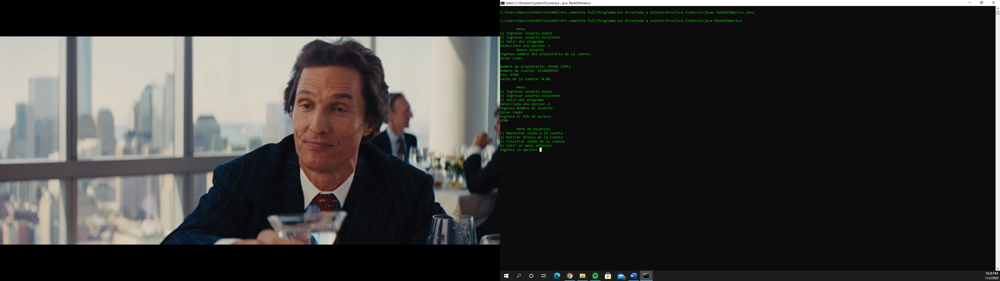 Select C:\Windows\System32\cmd.exe - java  BankOfAmerica
C:\Users\mario\OneDrive\UABC\4to semestre full\Programacion Orientada a objetos\Practica 5\Banco1>javac BankOfAmerica.java
C:\Users\mario\OneDrive\UABC\4to semestre full\Programacion Orientada a objetos\Practica 5\Banco1>java BankOfAmerica
Menu
1) Ingresar usuario nuevo
2) Ingresar usuario existente
3) Salir del programa
Selecciona una opcion: 1
Nuevo Usuario
Ingrese nombre del propietario de la cuenta:
Oscar Lopez
Nombre de propietario: OSCAR LOPEZ
Numero de cuenta: 2118468943
Pin: 6709
Saldo en la cuenta: 0.0$
Menu
1) Ingresar usuario nuevo
2) Ingresar usuario existente
3) Salir del programa
Selecciona una opcion: 2
Ingresa Nombre de usuario:
Oscar Lopez
Ingresa el PIN de acceso:
6709
Menu de Usuarios
1) Depositar saldo a la cuenta
2) Retirar dinero de la cuenta
3) Consultar saldo de la cuenta
4) Salir al menu anterior
Ingresa la opcion:
10:28 PM